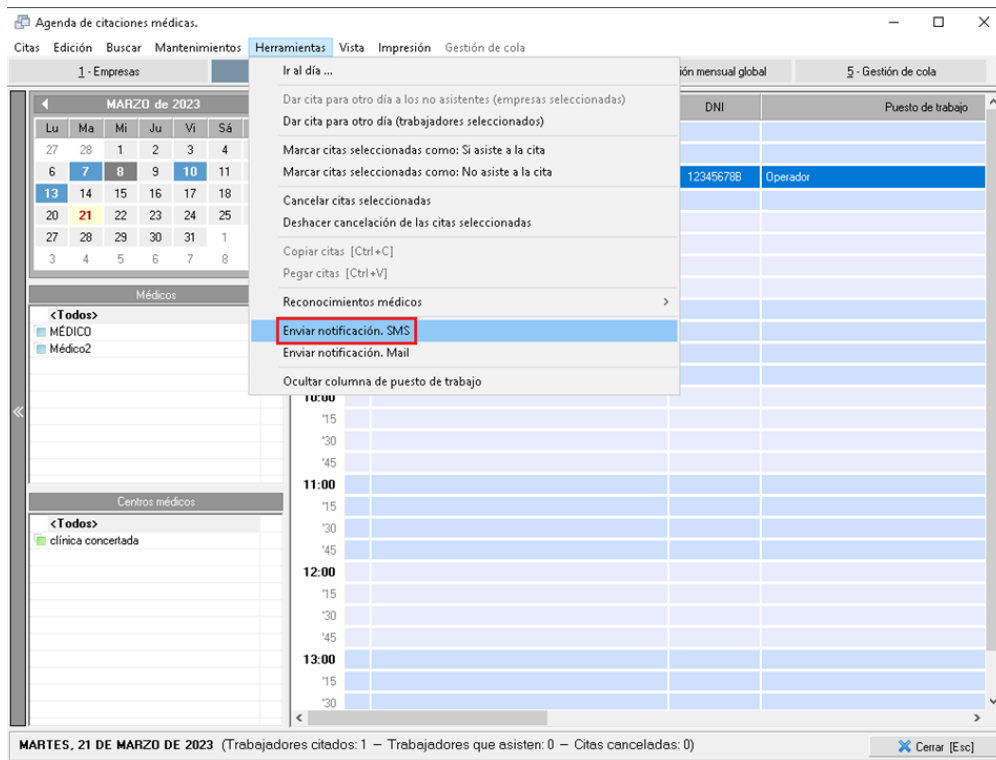 Agenda de citaciones médicas.
Citas Edición Buscar Mantenimientos Herramientas Vista Impresión Gestión de cola
1 - Empresas
ión mensual global
5 - Gestión de cola
MARZO de 2023
Lu Ma Mi Ju Vi Sá
27 28 1 2 3 4
6 7 8 9 10 11
13 14 15 16 17 18
20 21 22 23 24 25
27 28 29 30 31 1
3 4 5 6 7 8
Médicos
<Todos>
MÉDICO
Médico2
Centros médicos
<Todos>
clínica concertada
Ir al día ...
Dar cita para otro día a los no asistentes (empresas seleccionadas)
Dar cita para otro día (trabajadores seleccionados)
Marcar citas seleccionadas como: Si asiste a la cita
Marcar citas seleccionadas como: No asiste a la cita
Cancelar citas seleccionadas
Deshacer cancelación de las citas seleccionadas
Copiar citas [Ctrl+C]
Pegar citas [Ctrl+V]
Reconocimientos médicos
Enviar notificación. SMS
Enviar notificación. Mail
Ocultar columna de puesto de trabajo
DNI Puesto de trabajo
12345678B Operador
10:00
'15
'30
'45
11:00
'15
'30
'45
12:00
'15
'30
'45
13:00
'15
'30
MARTES, 21 DE MARZO DE 2023 (Trabajadores citados: 1 – Trabajadores que asisten: 0 – Citas canceladas: 0)
Cerrar [Esc]